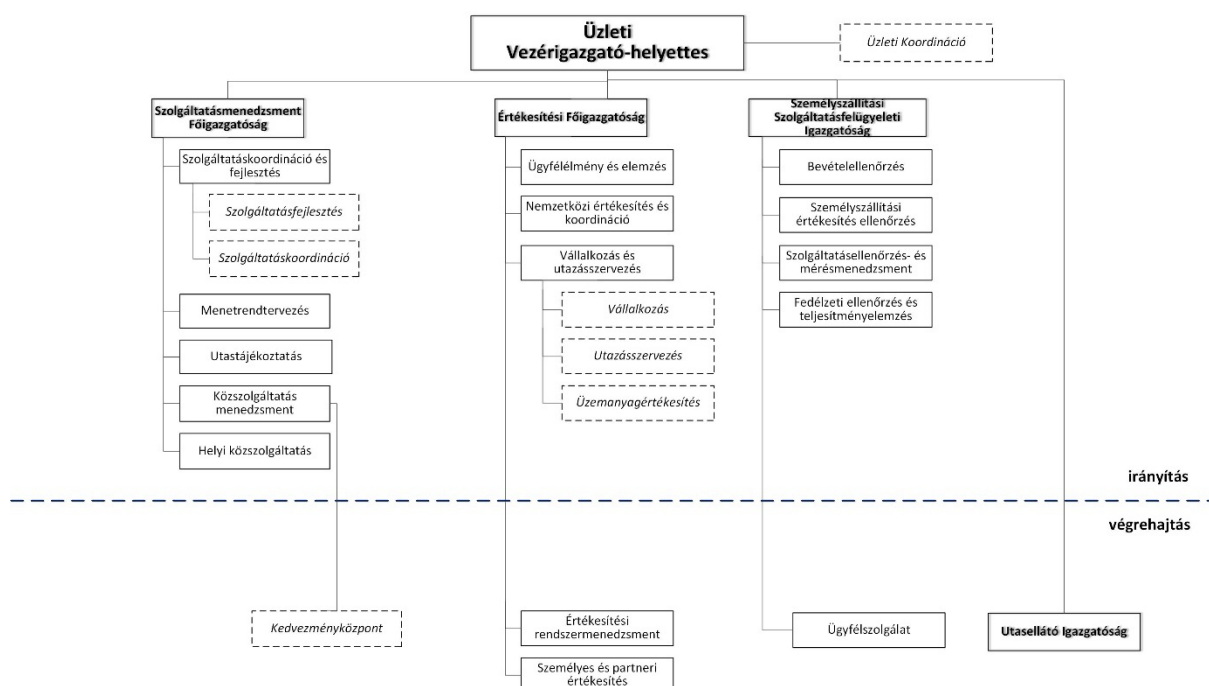 Üzleti
Vezérigazgató-helyettes
Üzleti Koordináció
Szolgáltatásmenedzsment
Főigazgatóság
Szolgáltatáskoordináció és
fejlesztés
Szolgáltatásfejlesztés
Szolgáltatáskoordináció
Menetrendtervezés
Utastájékoztatás
Közszolgáltatás
menedzsment
Helyi közszolgáltatás
Értékesítési Főigazgatóság
Ügyfélélmény és elemzés
Nemzetközi értékesítés és
koordináció
Vállalkozás és
utazásszervezés
Vállalkozás
Utazásszervezés
Üzemanyagértékesítés
Személyszállítási
Szolgáltatásfelügyeleti
Igazgatóság
Bevételellenőrzés
Személyszállítási
értékesítés ellenőrzés
Szolgáltatásellenőrzés- és
mérésmenedzsment
Fedélzeti ellenőrzés és
teljesítményelemzés
irányítás
végrehajtás
Kedvezményközpont
Értékesítési
rendszermenedzsment
Személyes és partneri
értékesítés
Ügyfélszolgálat
Utasellátó Igazgatóság